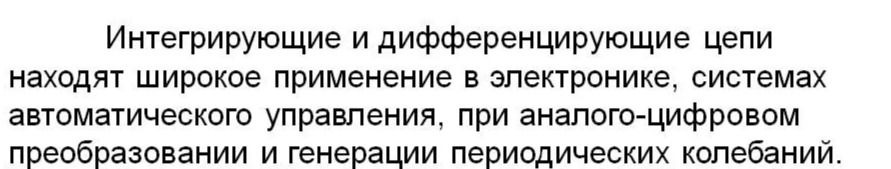 Интегрирующие и дифференцирующие цепи
находят широкое применение в электронике, системах
автоматического управления, при аналого-цифровом
преобразовании и генерации периодических колебаний.